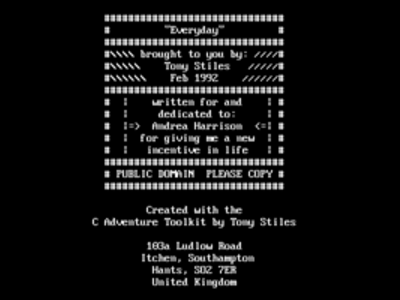 "Everyday"
brought to you by:
Tony Stiles
Feb 1992
written for and
dedicated to:
=> Andrea Harrison <=
for giving me a new
incentive in life
PUBLIC DOMAIN PLEASE COPY
Created with the
C Adventure Toolkit by Tony Stiles
103a Ludlow Road
Itchen, Southampton
Hants, SO2 7ER
United Kingdom